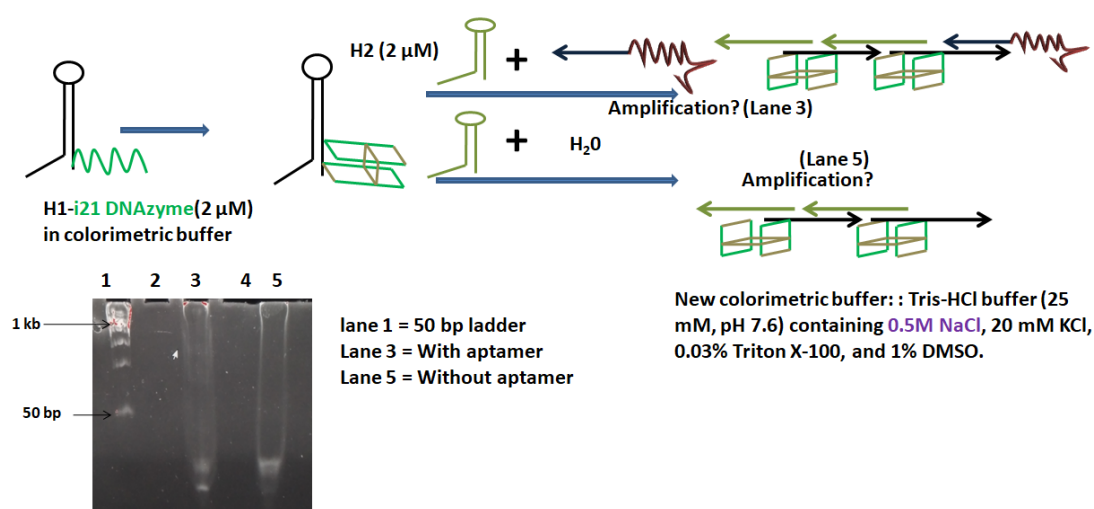 H2 (2 µM)
+
Amplification? (Lane 3)
+
H20
(Lane 5)
Amplification?
H1-i21 DNAzyme(2 µM)
in colorimetric buffer
1 2 3 4 5
1 kb
50 bp
lane 1 = 50 bp ladder
Lane 3 = With aptamer
Lane 5 = Without aptamer
New colorimetric buffer: : Tris-HCl buffer (25
mM, pH 7.6) containing 0.5M NaCl, 20 mM KCl,
0.03% Triton X-100, and 1% DMSO.